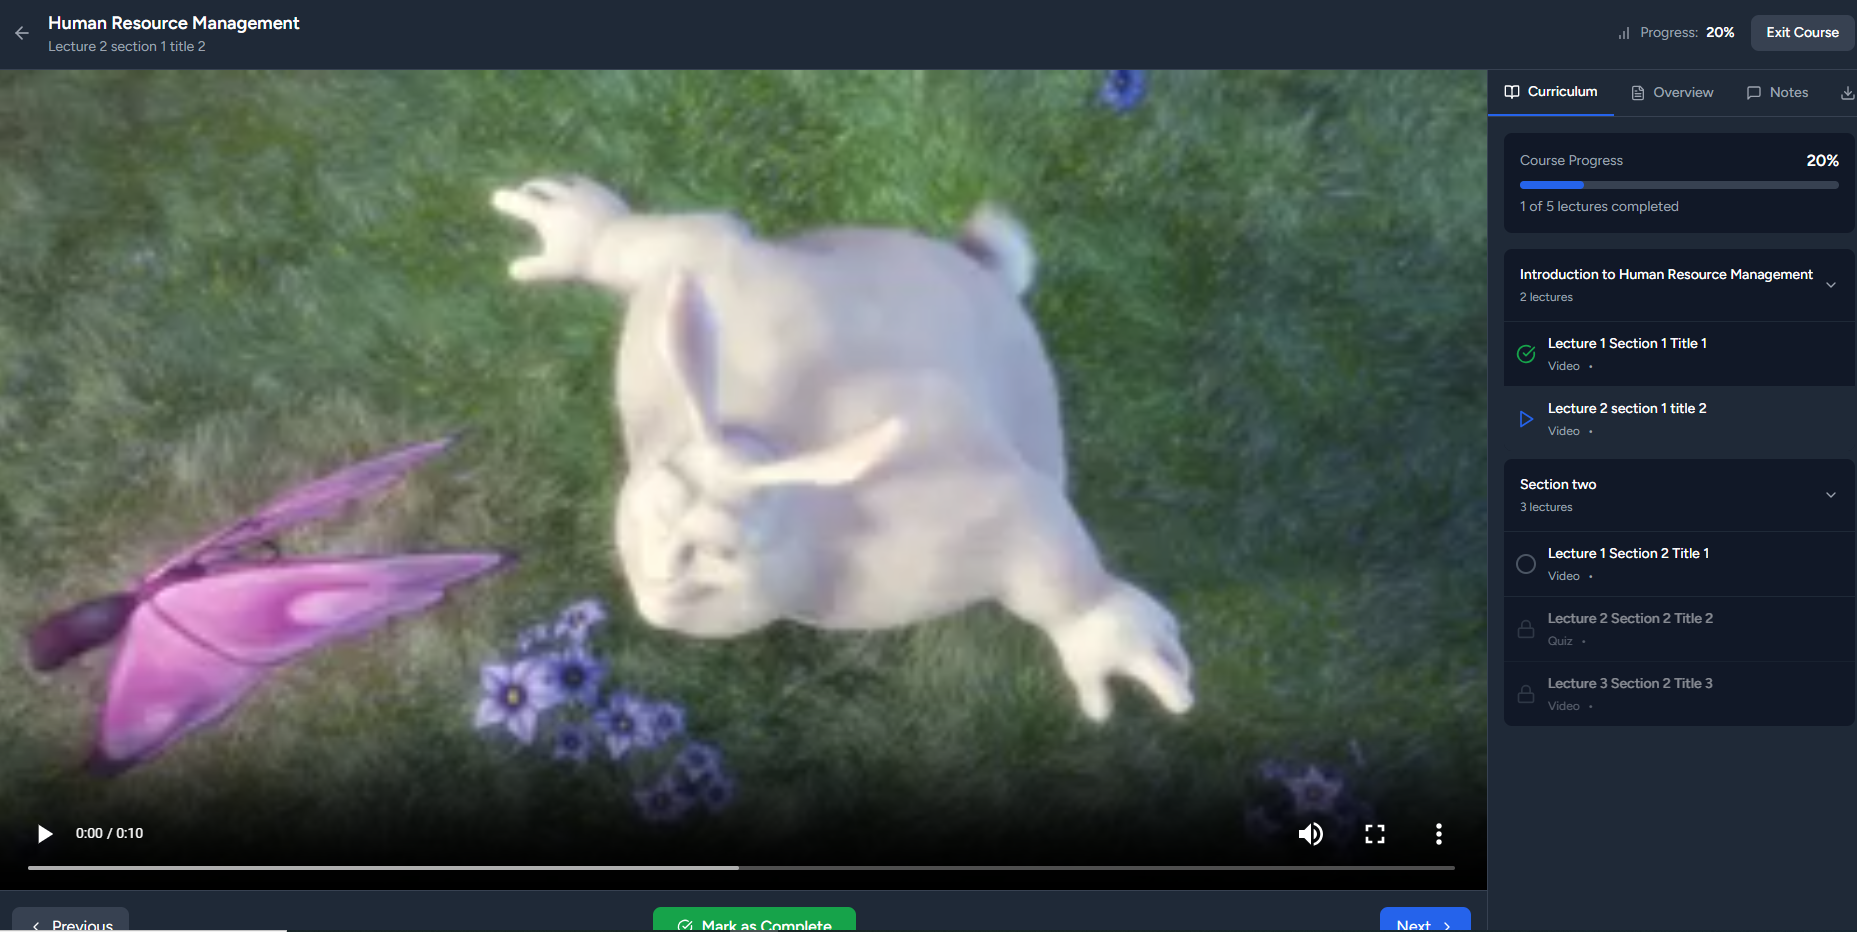 Human Resource Management
Lecture 2 section 1 title 2
Progress: 20%
Exit Course
Curriculum
Overview
Notes
Course Progress 20%
1 of 5 lectures completed
Introduction to Human Resource Management
2 lectures
Lecture 1 Section 1 Title 1
Video •
Lecture 2 section 1 title 2
Video •
Section two
3 lectures
Lecture 1 Section 2 Title 1
Video •
Lecture 2 Section 2 Title 2
Quiz •
Lecture 3 Section 2 Title 3
Video •
0:00 / 0:10
Previous
Mark as Complete
Next